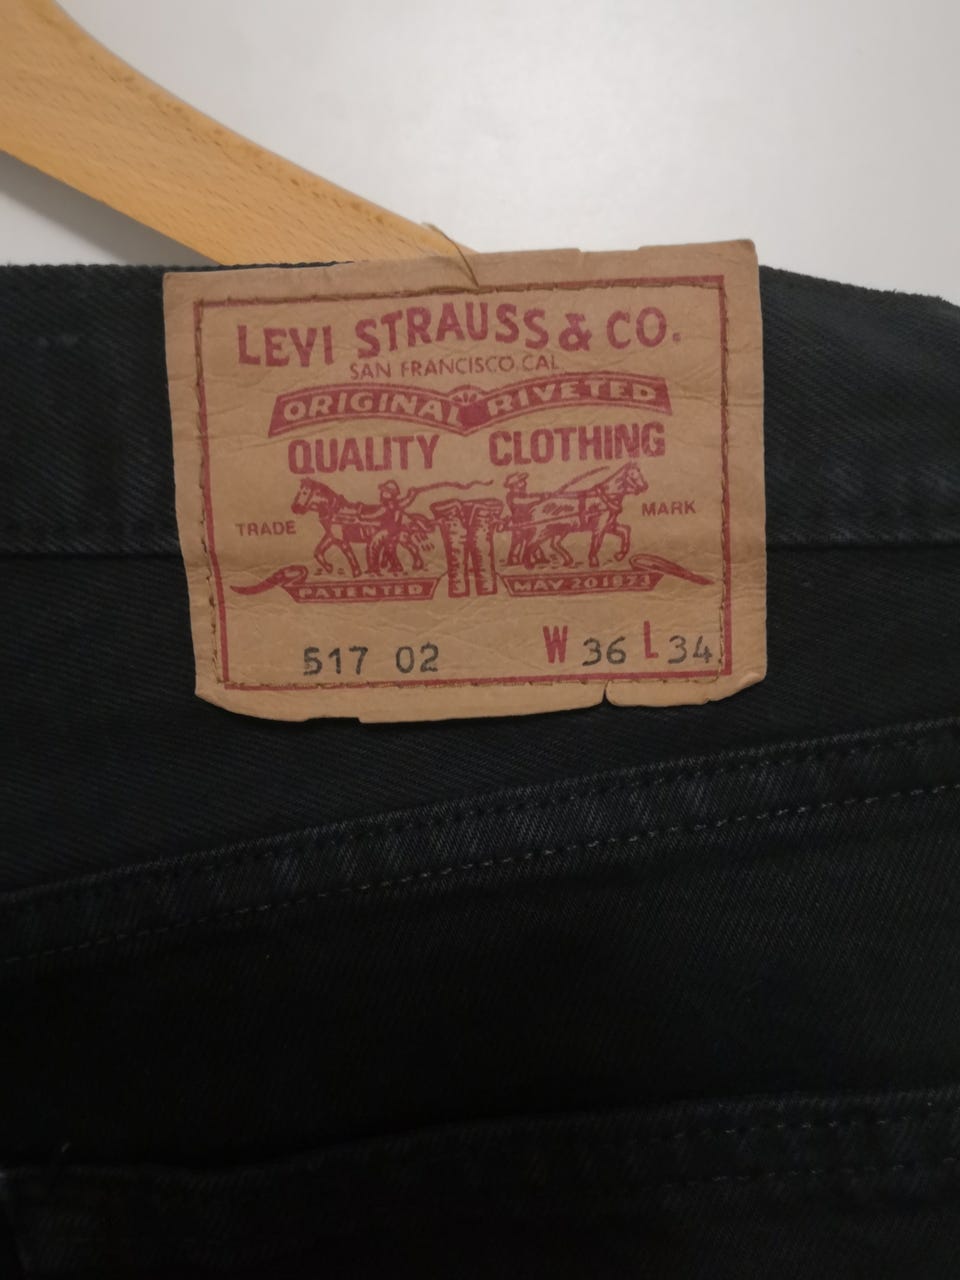 LEVI STRAUSS & CO.
SAN FRANCISCO, CAL.
ORIGINAL RIVETED
QUALITY CLOTHING
TRADE MARK
PATENTED MAY 20 1873
517 02 W 36 L 34